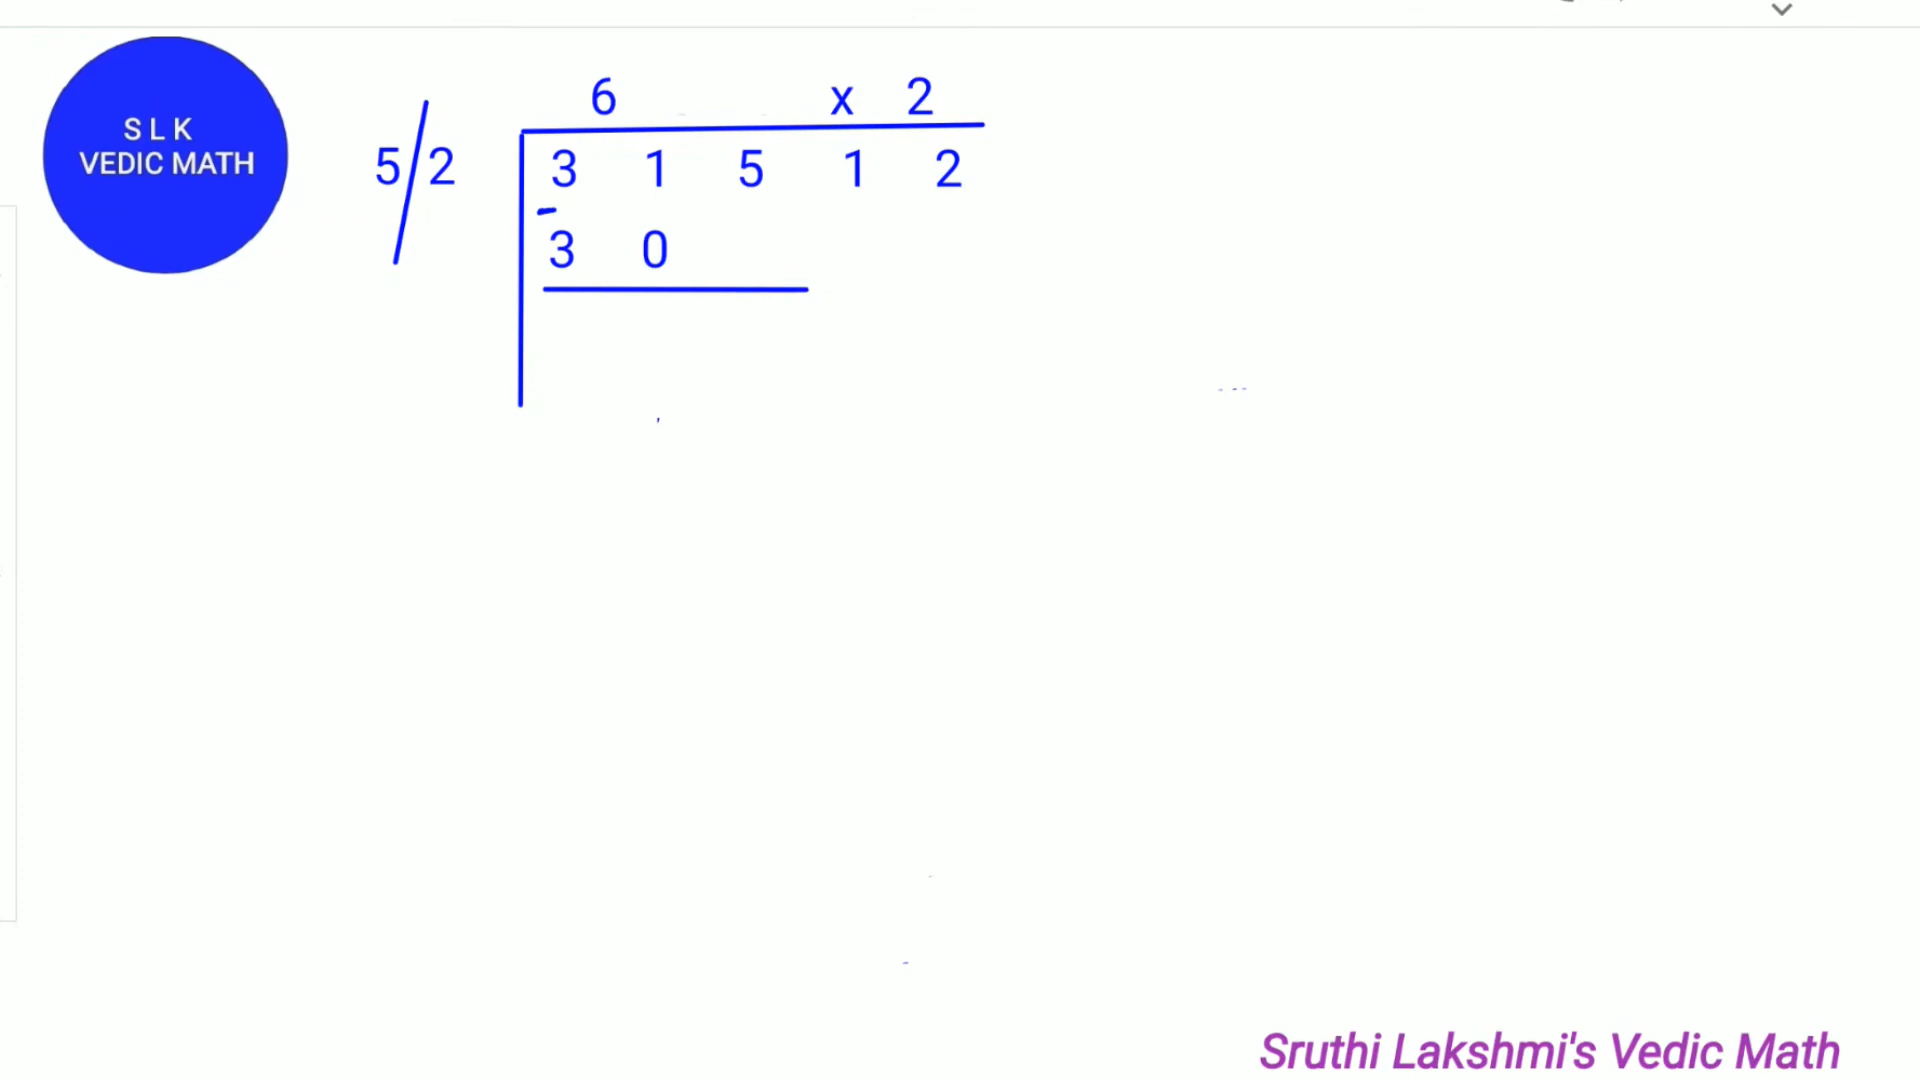 S L K
VEDIC MATH
6 x 2
5/2 3 1 5 1 2
-
3 0
Sruthi Lakshmi's Vedic Math